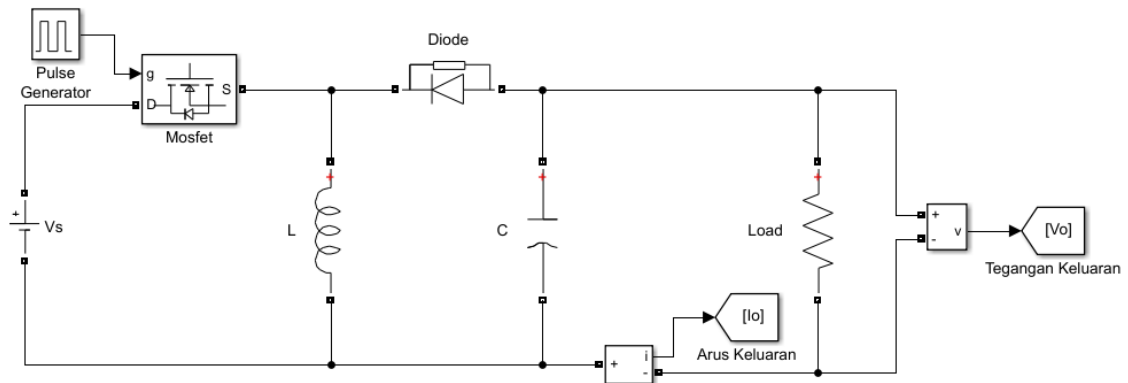 Pulse
Generator
g
D
S
Mosfet
Diode
+
Vs
+
L
+
C
+
Load
+
-
v
[Vo]
Tegangan Keluaran
[Io]
Arus Keluaran
+
i
-